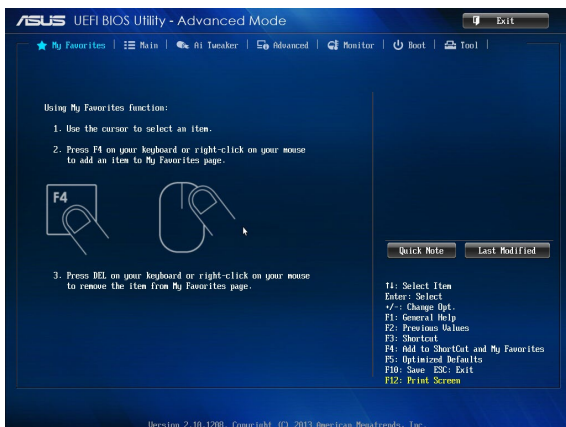 ASUS UEFI BIOS Utility - Advanced Mode
Exit
My Favorites Main Ai Tweaker Advanced Monitor Boot Tool
Using My Favorites function:
1. Use the cursor to select an item.
2. Press F4 on your keyboard or right-click on your mouse
to add an item to My Favorites page.
F4
3. Press DEL on your keyboard or right-click on your mouse
to remove the item from My Favorites page.
Quick Note Last Modified
↑↓: Select Item
Enter: Select
+/-: Change Opt.
F1: General Help
F2: Previous Values
F3: Shortcut
F4: Add to ShortCut and My Favorites
F5: Optimized Defaults
F10: Save ESC: Exit
F12: Print Screen
Version 2.10.1208. Copyright (C) 2013 American Megatrends, Inc.